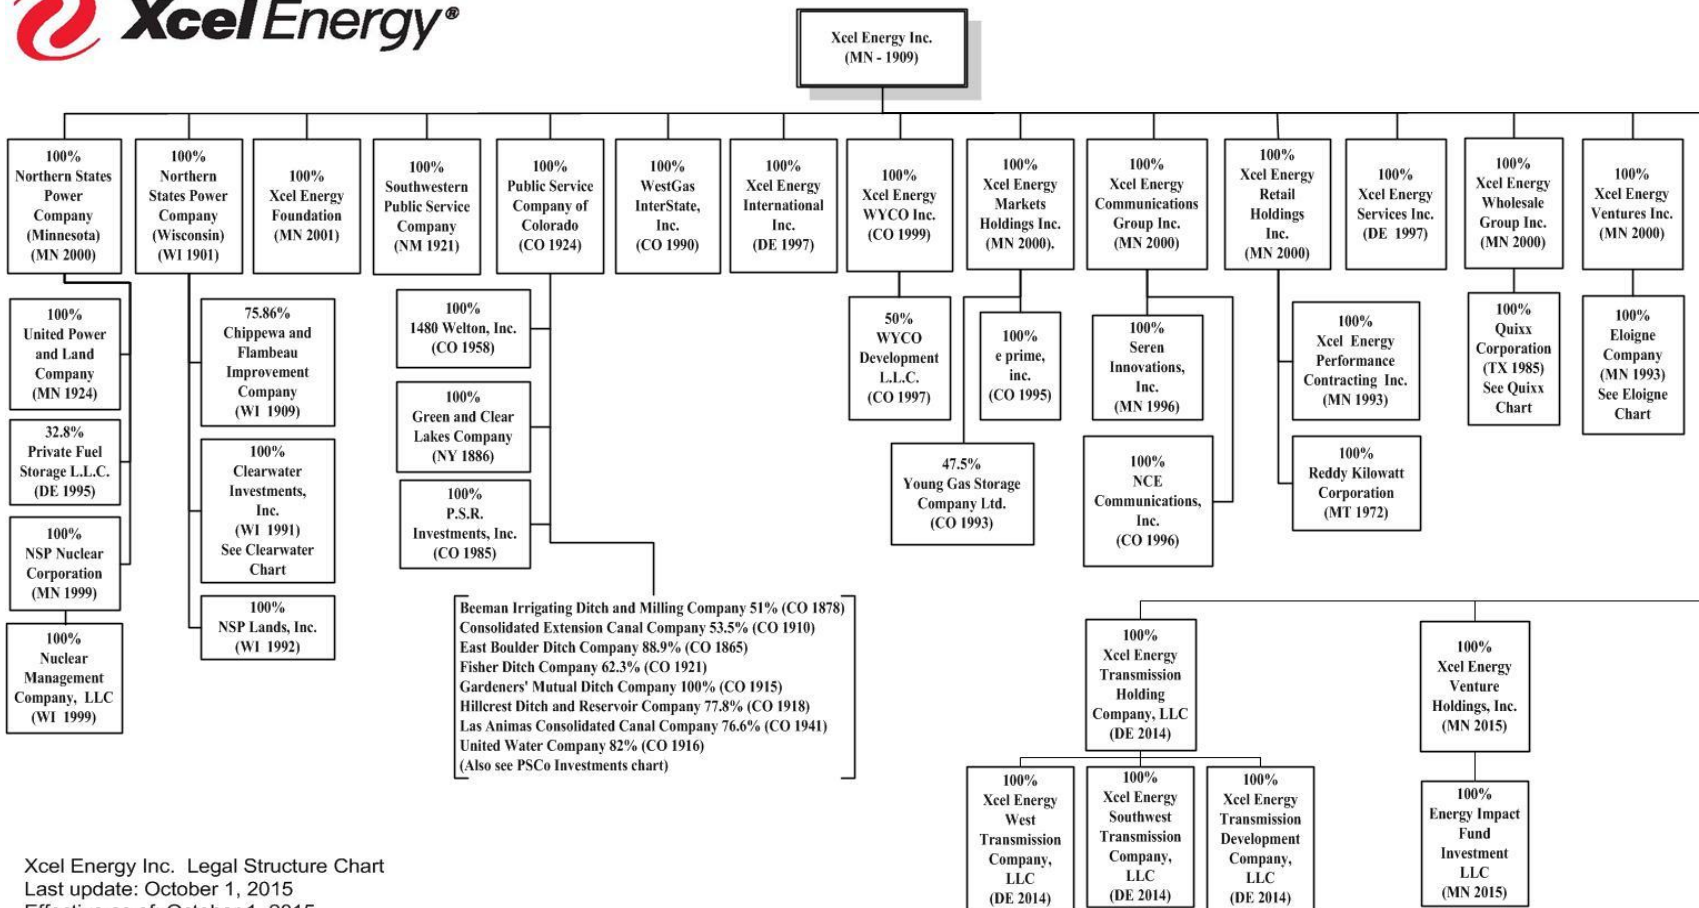 Xcel Energy®
Xcel Energy Inc.
(MN - 1909)
100%
Northern States
Power
Company
(Minnesota)
(MN 2000)
100%
Northern
States Power
Company
(Wisconsin)
(WI 1901)
100%
Xcel Energy
Foundation
(MN 2001)
100%
Southwestern
Public Service
Company
(NM 1921)
100%
Public Service
Company of
Colorado
(CO 1924)
100%
WestGas
InterState,
Inc.
(CO 1990)
100%
Xcel Energy
International
Inc.
(DE 1997)
100%
Xcel Energy
WYCO Inc.
(CO 1999)
100%
Xcel Energy
Markets
Holdings Inc.
(MN 2000).
100%
Xcel Energy
Communications
Group Inc.
(MN 2000)
100%
Xcel Energy
Retail
Holdings
Inc.
(MN 2000)
100%
Xcel Energy
Services Inc.
(DE 1997)
100%
Xcel Energy
Wholesale
Group Inc.
(MN 2000)
100%
Xcel Energy
Ventures Inc.
(MN 2000)
100%
United Power
and Land
Company
(MN 1924)
32.8%
Private Fuel
Storage L.L.C.
(DE 1995)
100%
NSP Nuclear
Corporation
(MN 1999)
100%
Nuclear
Management
Company, LLC
(WI 1999)
75.86%
Chippewa and
Flambeau
Improvement
Company
(WI 1909)
100%
Clearwater
Investments,
Inc.
(WI 1991)
See Clearwater
Chart
100%
NSP Lands, Inc.
(WI 1992)
100%
1480 Welton, Inc.
(CO 1958)
100%
Green and Clear
Lakes Company
(NY 1886)
100%
P.S.R.
Investments, Inc.
(CO 1985)
Beeman Irrigating Ditch and Milling Company 51% (CO 1878)
Consolidated Extension Canal Company 53.5% (CO 1910)
East Boulder Ditch Company 88.9% (CO 1865)
Fisher Ditch Company 62.3% (CO 1921)
Gardeners' Mutual Ditch Company 100% (CO 1915)
Hillcrest Ditch and Reservoir Company 77.8% (CO 1918)
Las Animas Consolidated Canal Company 76.6% (CO 1941)
United Water Company 82% (CO 1916)
(Also see PSCo Investments chart)
50%
WYCO
Development
L.L.C.
(CO 1997)
100%
e prime,
inc.
(CO 1995)
47.5%
Young Gas Storage
Company Ltd.
(CO 1993)
100%
Seren
Innovations,
Inc.
(MN 1996)
100%
NCE
Communications,
Inc.
(CO 1996)
100%
Xcel Energy
Performance
Contracting Inc.
(MN 1993)
100%
Reddy Kilowatt
Corporation
(MT 1972)
100%
Quixx
Corporation
(TX 1985)
See Quixx
Chart
100%
Eloigne
Company
(MN 1993)
See Eloigne
Chart
100%
Xcel Energy
Transmission
Holding
Company, LLC
(DE 2014)
100%
Xcel Energy
Venture
Holdings, Inc.
(MN 2015)
100%
Xcel Energy
West
Transmission
Company,
LLC
(DE 2014)
100%
Xcel Energy
Southwest
Transmission
Company,
LLC
(DE 2014)
100%
Xcel Energy
Transmission
Development
Company,
LLC
(DE 2014)
100%
Energy Impact
Fund
Investment
LLC
(MN 2015)
Xcel Energy Inc. Legal Structure Chart
Last update: October 1, 2015
Effective as of October 1, 2015